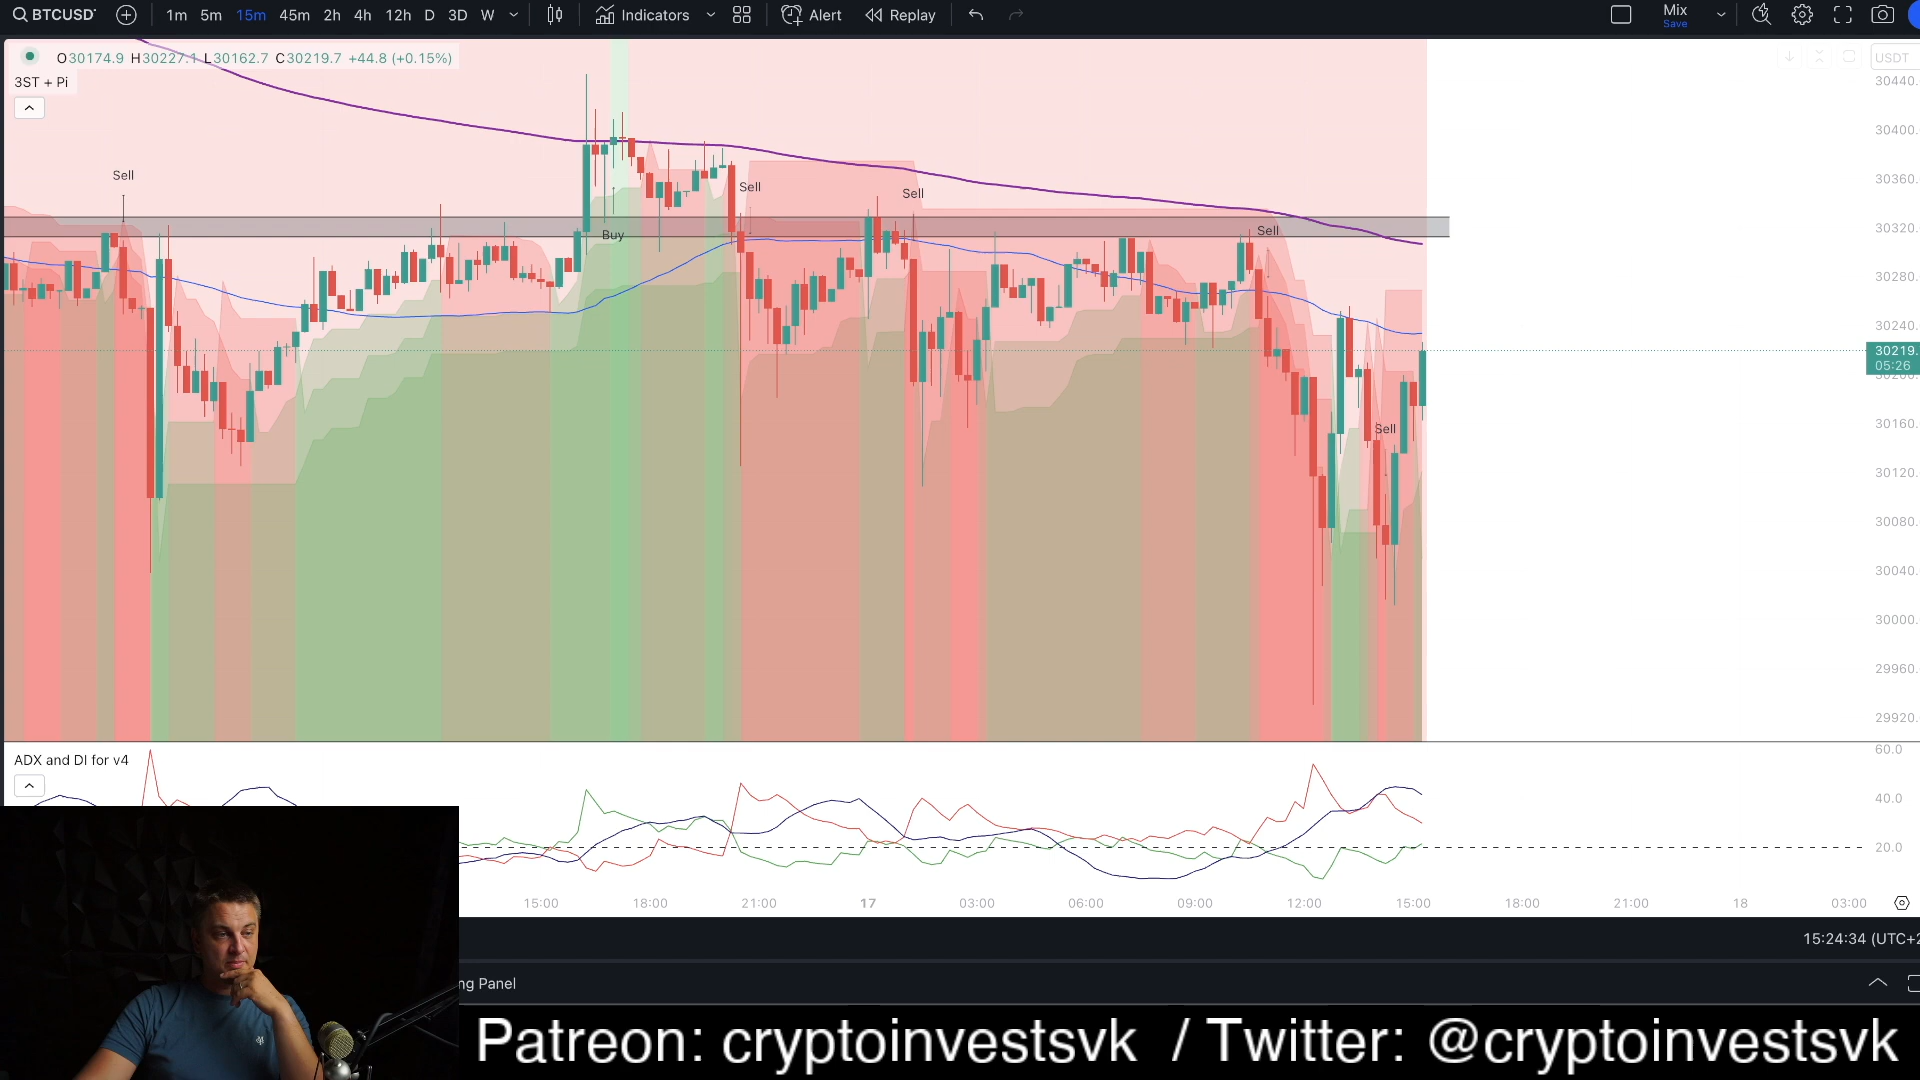 BTCUSD 1m 5m 15m 45m 2h 4h 12h D 3D W Indicators Alert Replay Mix
Save
O30174.9 H30227.1 L30162.7 C30219.7 +44.8 (+0.15%)
USDT
3ST + Pi
30440.
30400.
Sell
30360.
Sell
Sell
30320.
Buy
Sell
30280.
30240.
30219.
05:26
30200.
30160.
Sell
30120.
30080.
30040.
30000.
29960.
29920.
ADX and DI for v4
60.0
40.0
20.0
15:00 18:00 21:00 17 03:00 06:00 09:00 12:00 15:00 18:00 21:00 18 03:00
15:24:34 (UTC+2
ng Panel
Patreon: cryptoinvestsvk / Twitter: @cryptoinvestsvk